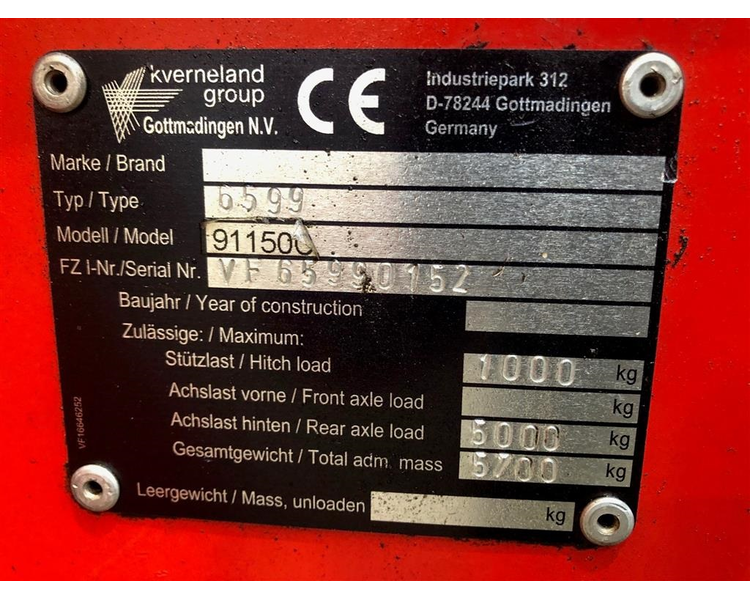 kverneland
group
Gottmadingen N.V.
CE
Industriepark 312
D-78244 Gottmadingen
Germany
Marke / Brand
Typ / Type 6599
Modell / Model 91150C
FZ I-Nr./Serial Nr. VF65990152
Baujahr / Year of construction
Zulässige: / Maximum:
Stützlast / Hitch load 1000 kg
Achslast vorne / Front axle load kg
Achslast hinten / Rear axle load 5000 kg
Gesamtgewicht / Total adm. mass 5700 kg
Leergewicht / Mass, unloaden kg
VF16646252